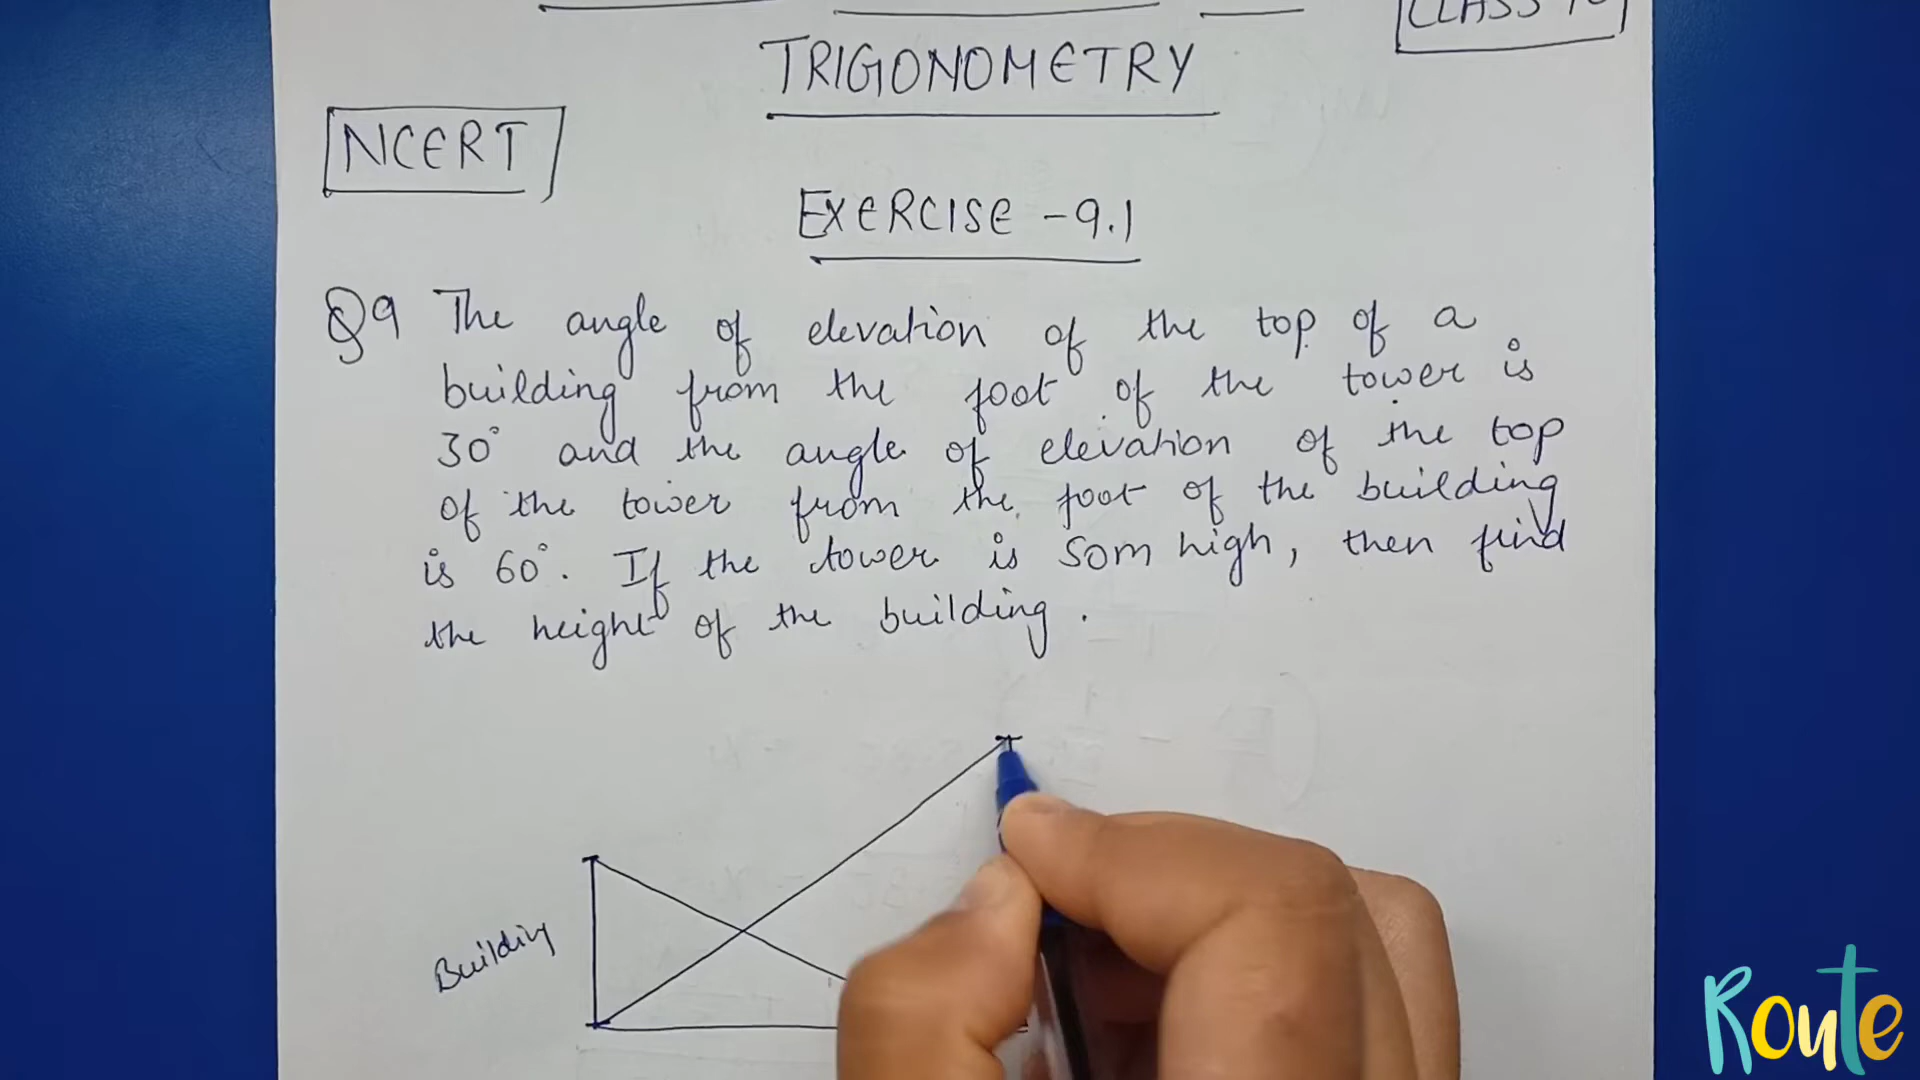 CLASS 10
TRIGONOMETRY
NCERT
EXERCISE - 9.1
Q9 The angle of elevation of the top of a
building from the foot of the tower is
30° and the angle of elevation of the top
of the tower from the foot of the building
is 60°. If the tower is 50m high, then find
the height of the building.
Building
Route